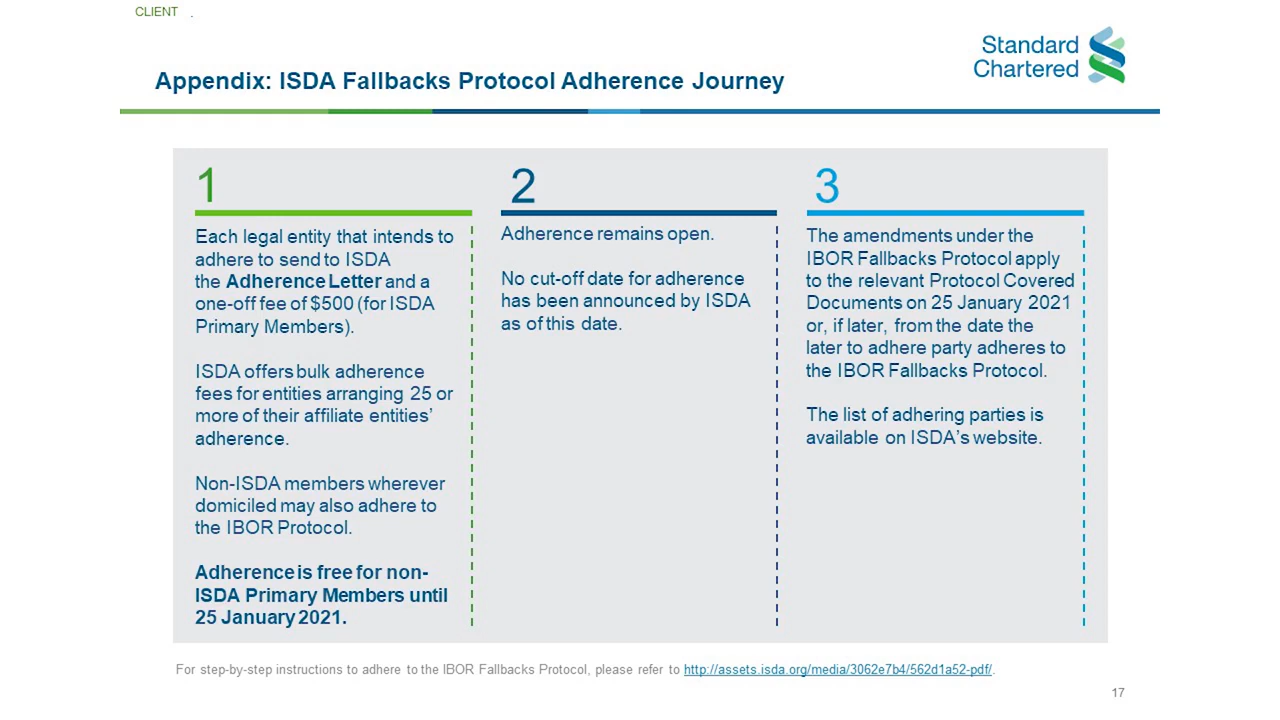 CLIENT .
Standard
Chartered
Appendix: ISDA Fallbacks Protocol Adherence Journey
1
Each legal entity that intends to
adhere to send to ISDA
the Adherence Letter and a
one-off fee of $500 (for ISDA
Primary Members).
ISDA offers bulk adherence
fees for entities arranging 25 or
more of their affiliate entities’
adherence.
Non-ISDA members wherever
domiciled may also adhere to
the IBOR Protocol.
Adherence is free for non-
ISDA Primary Members until
25 January 2021.
2
Adherence remains open.
No cut-off date for adherence
has been announced by ISDA
as of this date.
3
The amendments under the
IBOR Fallbacks Protocol apply
to the relevant Protocol Covered
Documents on 25 January 2021
or, if later, from the date the
later to adhere party adheres to
the IBOR Fallbacks Protocol.
The list of adhering parties is
available on ISDA’s website.
For step-by-step instructions to adhere to the IBOR Fallbacks Protocol, please refer to http://assets.isda.org/media/3062e7b4/562d1a52-pdf/.
17